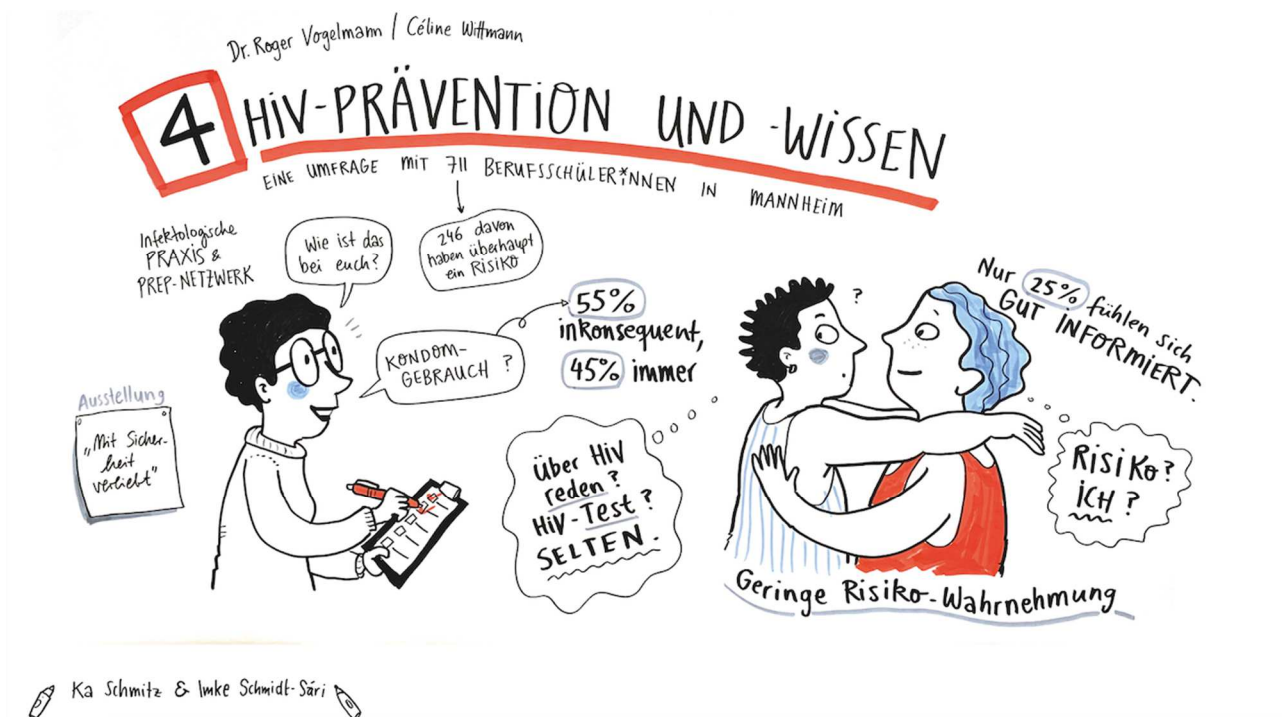 Dr. Roger Vogelmann / Céline Wittmann
4 HiV-PRÄVENTiON UND -WiSSEN
EiNE UMFRAGE MiT 711 BERUFSSCHÜLER*iNNEN iN MANNHEiM
Infektologische
PRAXiS &
PREP-NETZWERK
Wie ist das
bei euch?
246 davon
haben überhaupt
ein RiSiKO
KONDOM-
GEBRAUCH ?
55%
inkonsequent,
45% immer
Ausstellung
„Mit Sicher-
heit
verliebt“
Über HiV
reden?
HiV-Test?
SELTEN.
?
Nur 25% fühlen sich
GUT iNFORMiERT.
RiSiKo?
iCH?
Geringe Risiko-Wahrnehmung
Ka Schmitz & Imke Schmidt-Sári